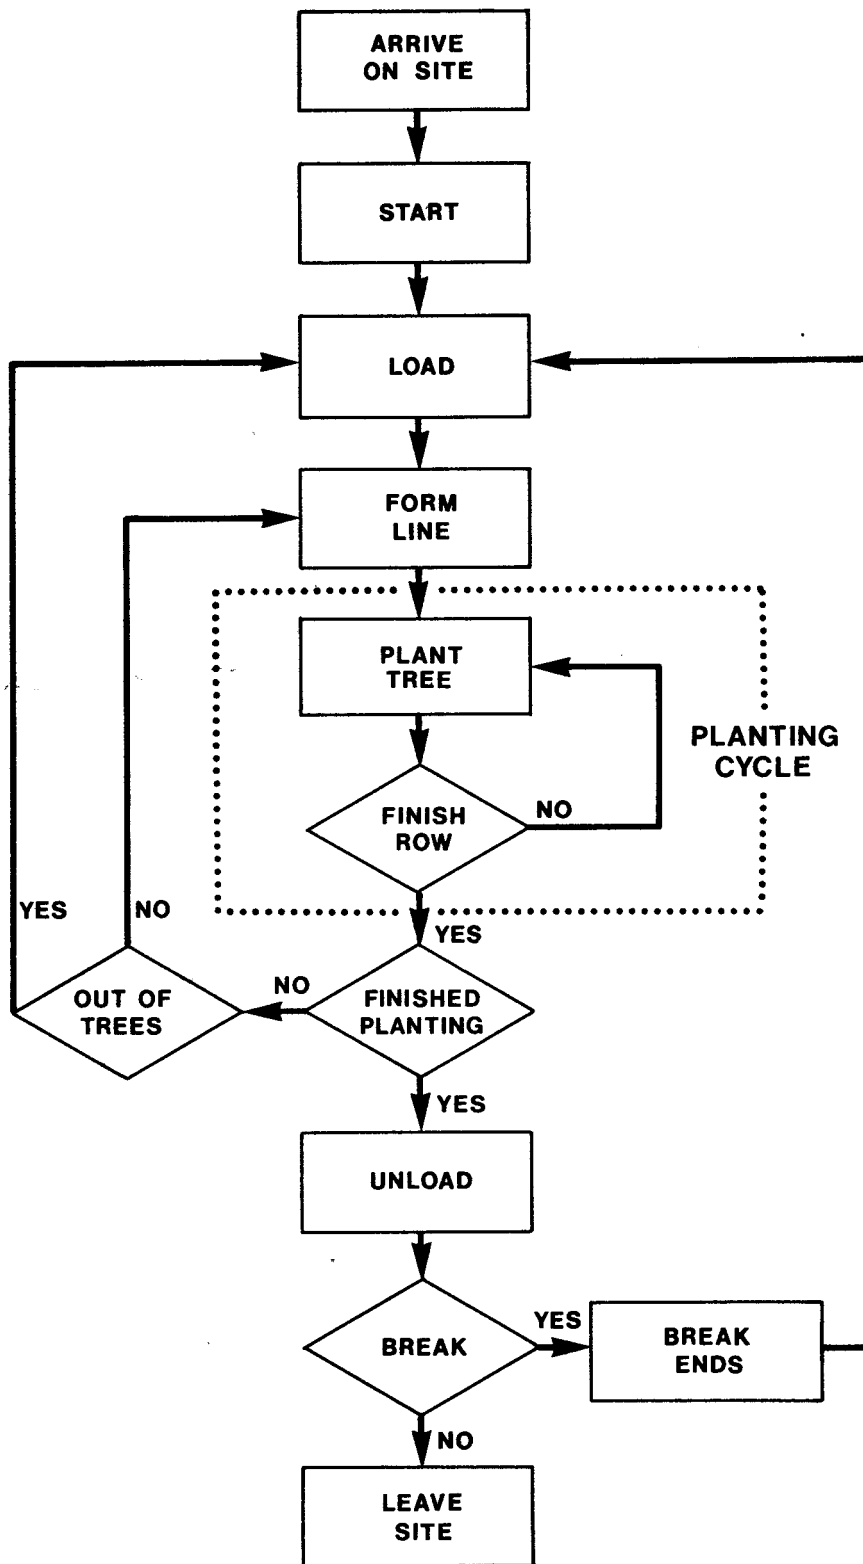 ARRIVE
ON SITE
START
LOAD
FORM
LINE
PLANT
TREE
PLANTING
CYCLE
FINISH
ROW
NO
YES
NO
YES
OUT OF
TREES
NO
FINISHED
PLANTING
YES
UNLOAD
BREAK
YES
BREAK
ENDS
NO
LEAVE
SITE